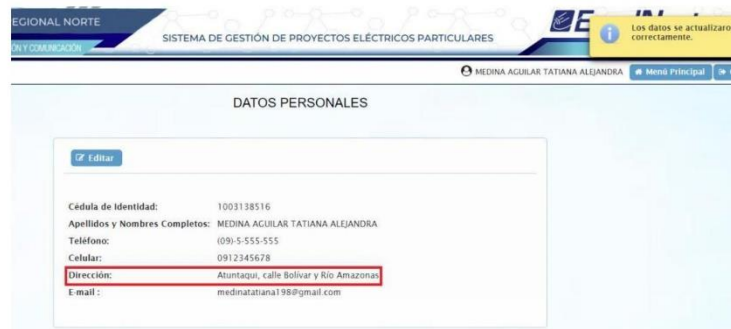 EGIONAL NORTE
ÓN Y COMUNICACIÓN
SISTEMA DE GESTIÓN DE PROYECTOS ELÉCTRICOS PARTICULARES
Los datos se actualizaro
correctamente.
MEDINA AGUILAR TATIANA ALEJANDRA Menú Principal
DATOS PERSONALES
Editar
Cédula de Identidad: 1003138516
Apellidos y Nombres Completos: MEDINA AGUILAR TATIANA ALEJANDRA
Teléfono: (09)-5-555-555
Celular: 0912345678
Dirección: Atuntaqui, calle Bolívar y Río Amazonas
E-mail : medinatatiana198@gmail.com